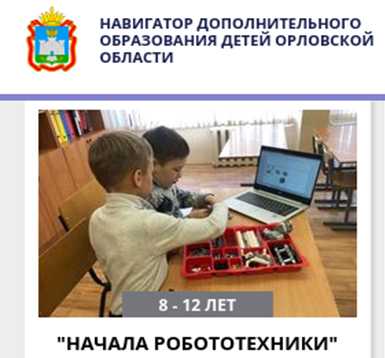 НАВИГАТОР ДОПОЛНИТЕЛЬНОГО
ОБРАЗОВАНИЯ ДЕТЕЙ ОРЛОВСКОЙ
ОБЛАСТИ
8 - 12 ЛЕТ
"НАЧАЛА РОБОТОТЕХНИКИ"